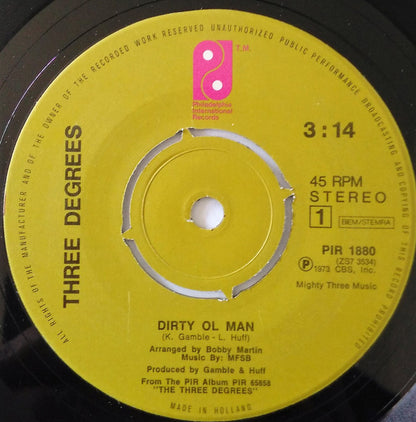 ALL RIGHTS OF THE MANUFACTURER AND OF THE OWNER OF THE RECORDED WORK RESERVED UNAUTHORIZED PUBLIC PERFORMANCE BROADCASTING AND COPYING OF THIS RECORD PROHIBITED
T.M.
Philadelphia
International
Records
THREE DEGREES
3:14
45 RPM
STEREO
1
BIEM/STEMRA
PIR 1880
(ZS7 3534)
P 1973 CBS, Inc.
Mighty Three Music
DIRTY OL MAN
(K. Gamble - L. Huff)
Arranged by Bobby Martin
Music By: MFSB
Produced by Gamble & Huff
From The PIR Album PIR 65858
"THE THREE DEGREES"
MADE IN HOLLAND